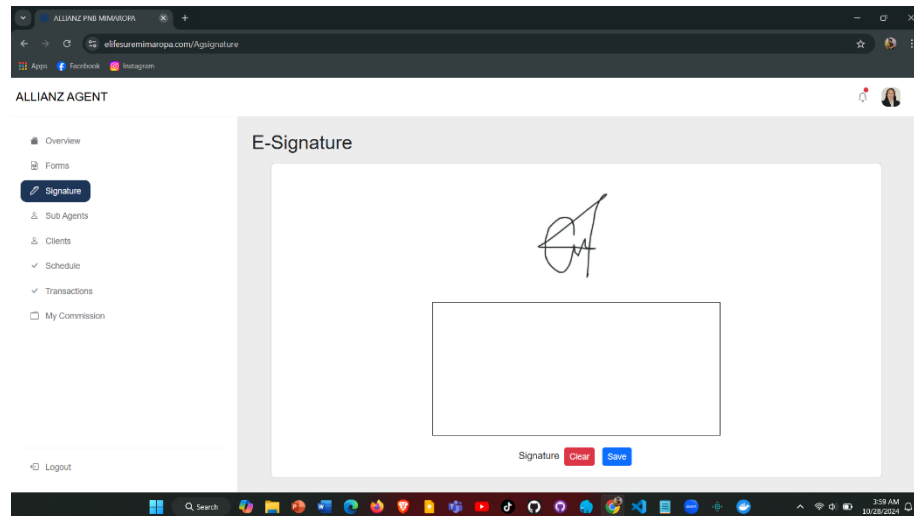 ALLIANZ PNB MIMAROPA
elifesuremimaropa.com/Agsignature
Apps Facebook Instagram
ALLIANZ AGENT
Overview
Forms
Signature
Sub Agents
Clients
Schedule
Transactions
My Commission
Logout
E-Signature
Signature Clear Save
Search
3:59 AM
10/28/2024